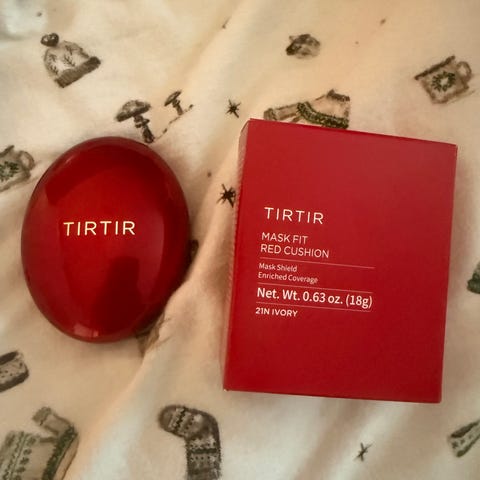 TIRTIR
TIRTIR
MASK FIT
RED CUSHION
Mask Shield
Enriched Coverage
Net. Wt. 0.63 oz. (18g)
21N IVORY